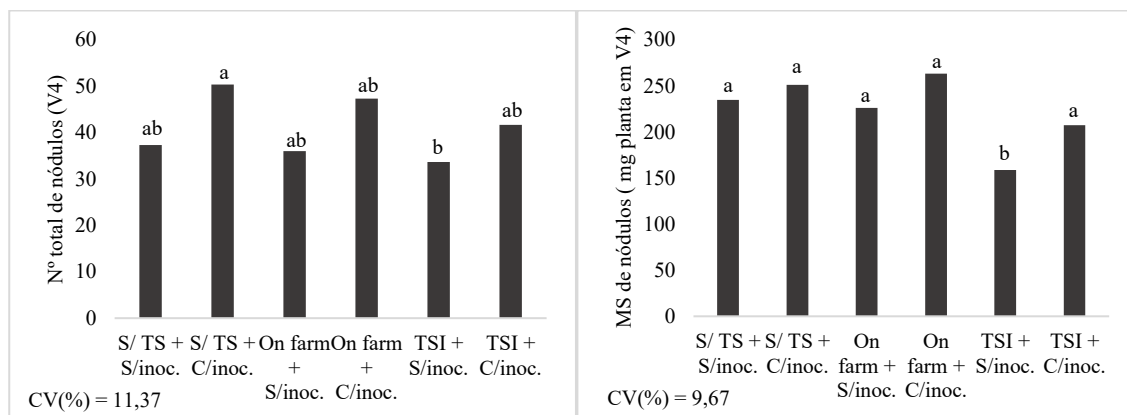 Nº total de nódulos (V4)
60
50
40
30
20
10
0
ab
a
ab
ab
b
ab
S/ TS +
S/inoc.
S/ TS +
C/inoc.
On farm
+
S/inoc.
On farm
+
C/inoc.
TSI +
S/inoc.
TSI +
C/inoc.
CV(%) = 11,37
MS de nódulos ( mg planta em V4)
300
250
200
150
100
50
0
a
a
a
a
b
a
S/ TS +
S/inoc.
S/ TS +
C/inoc.
On
farm +
S/inoc.
On
farm +
C/inoc.
TSI +
S/inoc.
TSI +
C/inoc.
CV(%) = 9,67